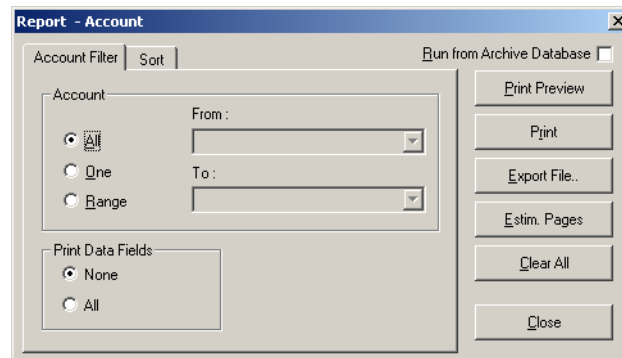 Report - Account
Account Filter
Sort
Run from Archive Database
Account
From :
All
One
To :
Range
Print Data Fields
None
All
Print Preview
Print
Export File..
Estim. Pages
Clear All
Close